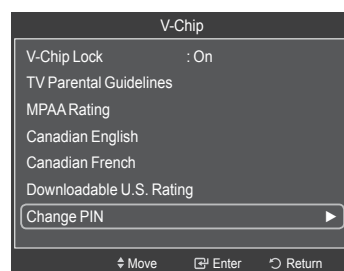 V-Chip
V-Chip Lock : On
TV Parental Guidelines
MPAA Rating
Canadian English
Canadian French
Downloadable U.S. Rating
Change PIN ►
Move Enter Return